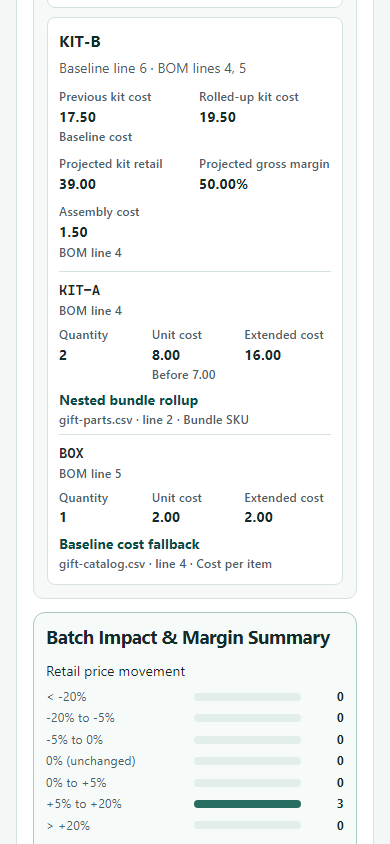 KIT-B
Baseline line 6 · BOM lines 4, 5
Previous kit cost Rolled-up kit cost
17.50 19.50
Baseline cost
Projected kit retail Projected gross margin
39.00 50.00%
Assembly cost
1.50
BOM line 4
KIT-A
BOM line 4
Quantity Unit cost Extended cost
2 8.00 16.00
Before 7.00
Nested bundle rollup
gift-parts.csv · line 2 · Bundle SKU
BOX
BOM line 5
Quantity Unit cost Extended cost
1 2.00 2.00
Baseline cost fallback
gift-catalog.csv · line 4 · Cost per item
Batch Impact & Margin Summary
Retail price movement
< -20% 0
-20% to -5% 0
-5% to 0% 0
0% (unchanged) 0
0% to +5% 0
+5% to +20% 3
> +20% 0